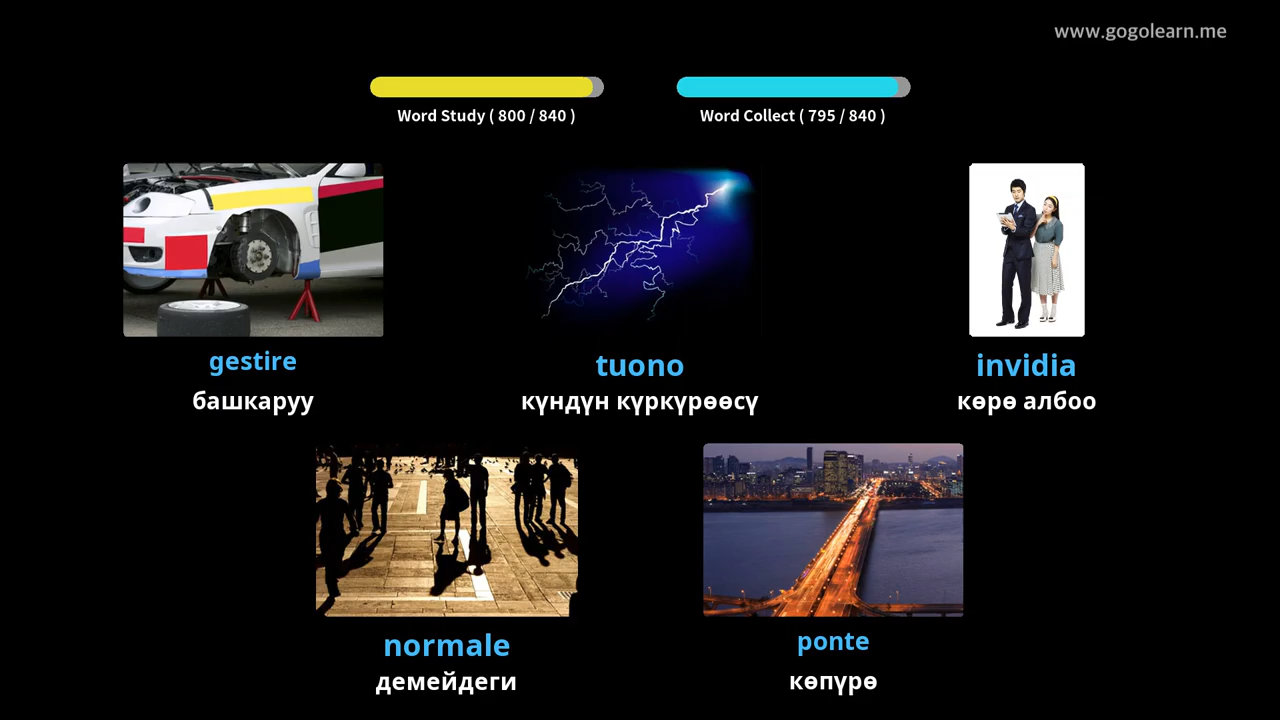 www.gogolearn.me
Word Study ( 800 / 840 )
Word Collect ( 795 / 840 )
gestire
башкаруу
tuono
күндүн күркүрөөсү
invidia
көрө албоо
normale
демейдеги
ponte
көпүрө